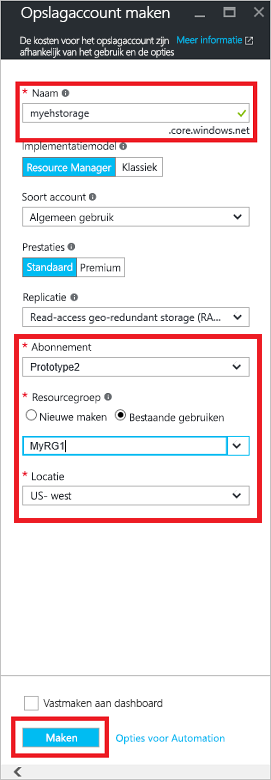 Opslagaccount maken
De kosten voor het opslagaccount zijn Meer informatie
afhankelijk van het gebruik en de opties
* Naam
myehstorage
.core.windows.net
Implementatiemodel
Resource Manager Klassiek
Soort account
Algemeen gebruik
Prestaties
Standaard Premium
Replicatie
Read-access geo-redundant storage (RA...
* Abonnement
Prototype2
* Resourcegroep
Nieuwe maken Bestaande gebruiken
MyRG1
* Locatie
US- west
Vastmaken aan dashboard
Maken Opties voor Automation